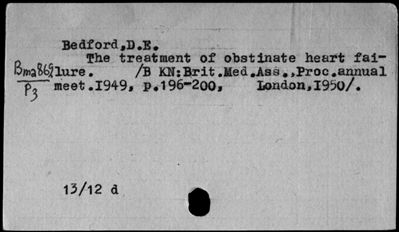 Bedford,D.E.
The treatment of obstinate heart fai-
Bma869 lure. /B KN:Brit.Med.Ass.,Proc.annual
P3 meet.1949, p.196-200, London,1950/.
13/12 d